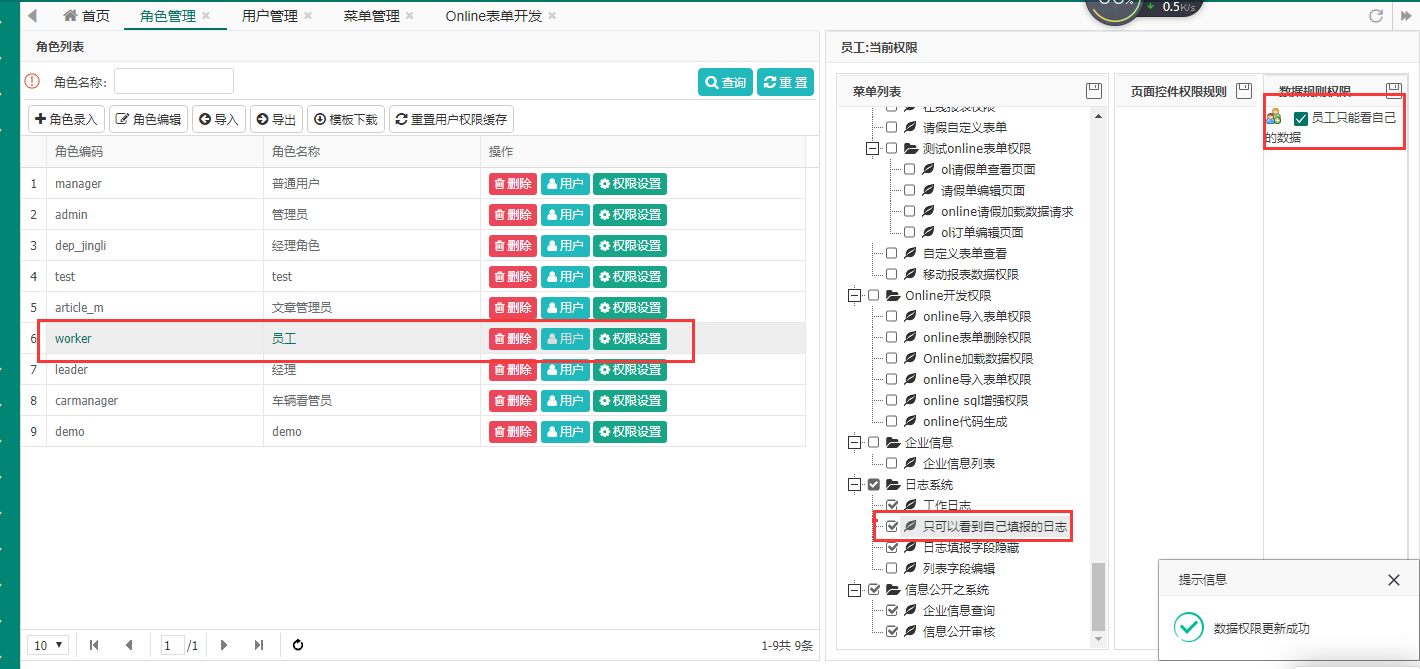 首页
角色管理
用户管理
菜单管理
Online表单开发
0.5K/s
角色列表
角色名称:
查询
重 置
角色录入
角色编辑
导入
导出
模板下载
重置用户权限缓存
角色编码 角色名称 操作
1 manager 普通用户 删除 用户 权限设置
2 admin 管理员 删除 用户 权限设置
3 dep_jingli 经理角色 删除 用户 权限设置
4 test test 删除 用户 权限设置
5 article_m 文章管理员 删除 用户 权限设置
6 worker 员工 删除 用户 权限设置
7 leader 经理 删除 用户 权限设置
8 carmanager 车辆看管员 删除 用户 权限设置
9 demo demo 删除 用户 权限设置
10 1 /1 1-9共 9条
员工:当前权限
菜单列表
在线报表权限
请假自定义表单
测试online表单权限
ol请假单查看页面
请假单编辑页面
online请假加载数据请求
ol订单编辑页面
自定义表单查看
移动报表数据权限
Online开发权限
online导入表单权限
online表单删除权限
Online加载数据权限
online导入表单权限
online sql增强权限
online代码生成
企业信息
企业信息列表
日志系统
工作日志
只可以看到自己填报的日志
日志填报字段隐藏
列表字段编辑
信息公开之系统
企业信息查询
信息公开审核
页面控件权限规则
数据规则权限
员工只能看自己
的数据
提示信息
数据权限更新成功